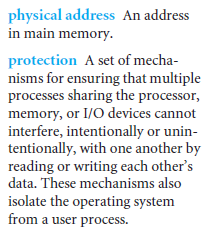 physical address An address
in main memory.
protection A set of mecha-
nisms for ensuring that multiple
processes sharing the processor,
memory, or I/O devices cannot
interfere, intentionally or unin-
tentionally, with one another by
reading or writing each other's
data. These mechanisms also
isolate the operating system
from a user process.